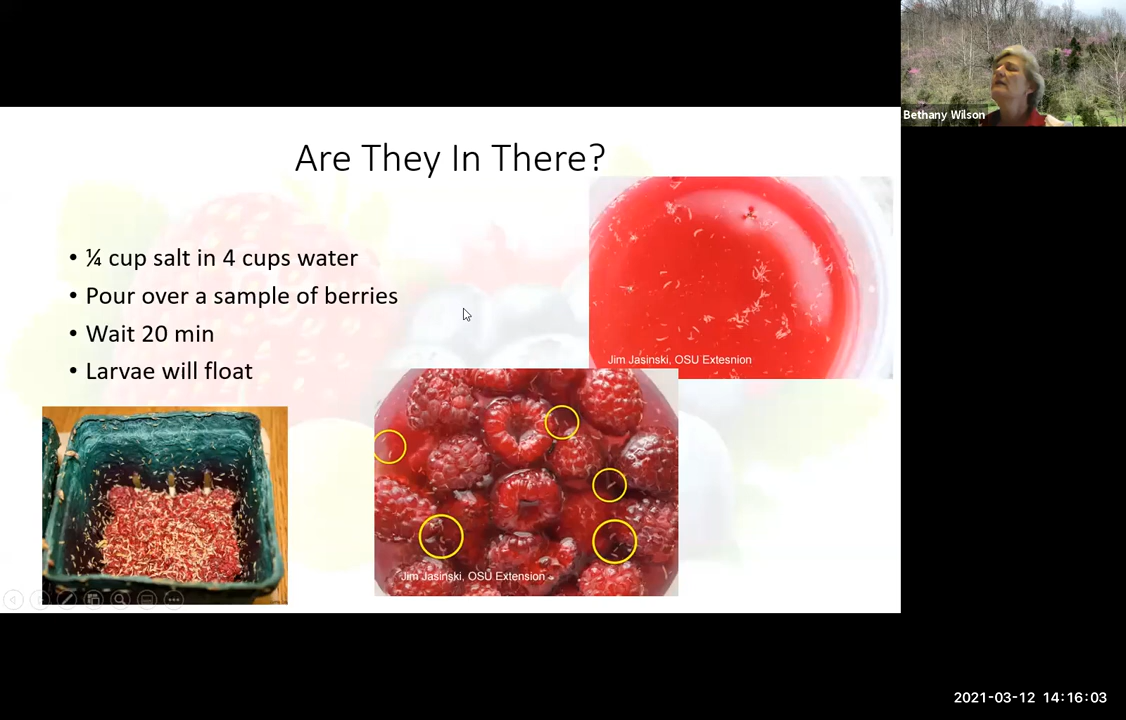 Bethany Wilson
Are They In There?
• ¼ cup salt in 4 cups water
• Pour over a sample of berries
• Wait 20 min
• Larvae will float
Jim Jasinski, OSU Extesnion
Jim Jasinski, OSU Extension
2021-03-12 14:16:03